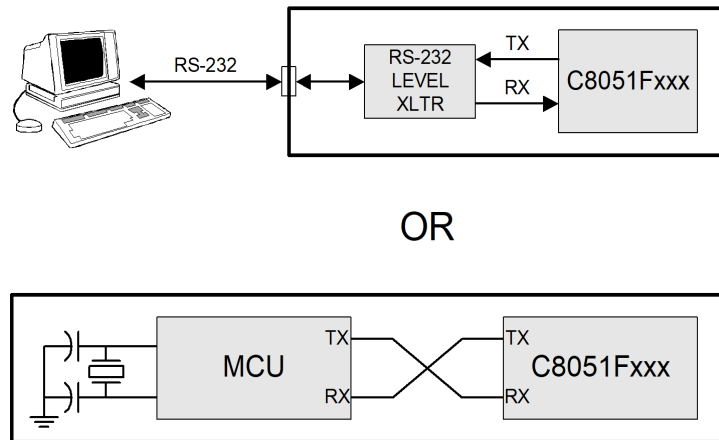 RS-232
RS-232
LEVEL
XLTR
TX
RX
C8051Fxxx
OR
MCU
TX
RX
TX
RX
C8051Fxxx